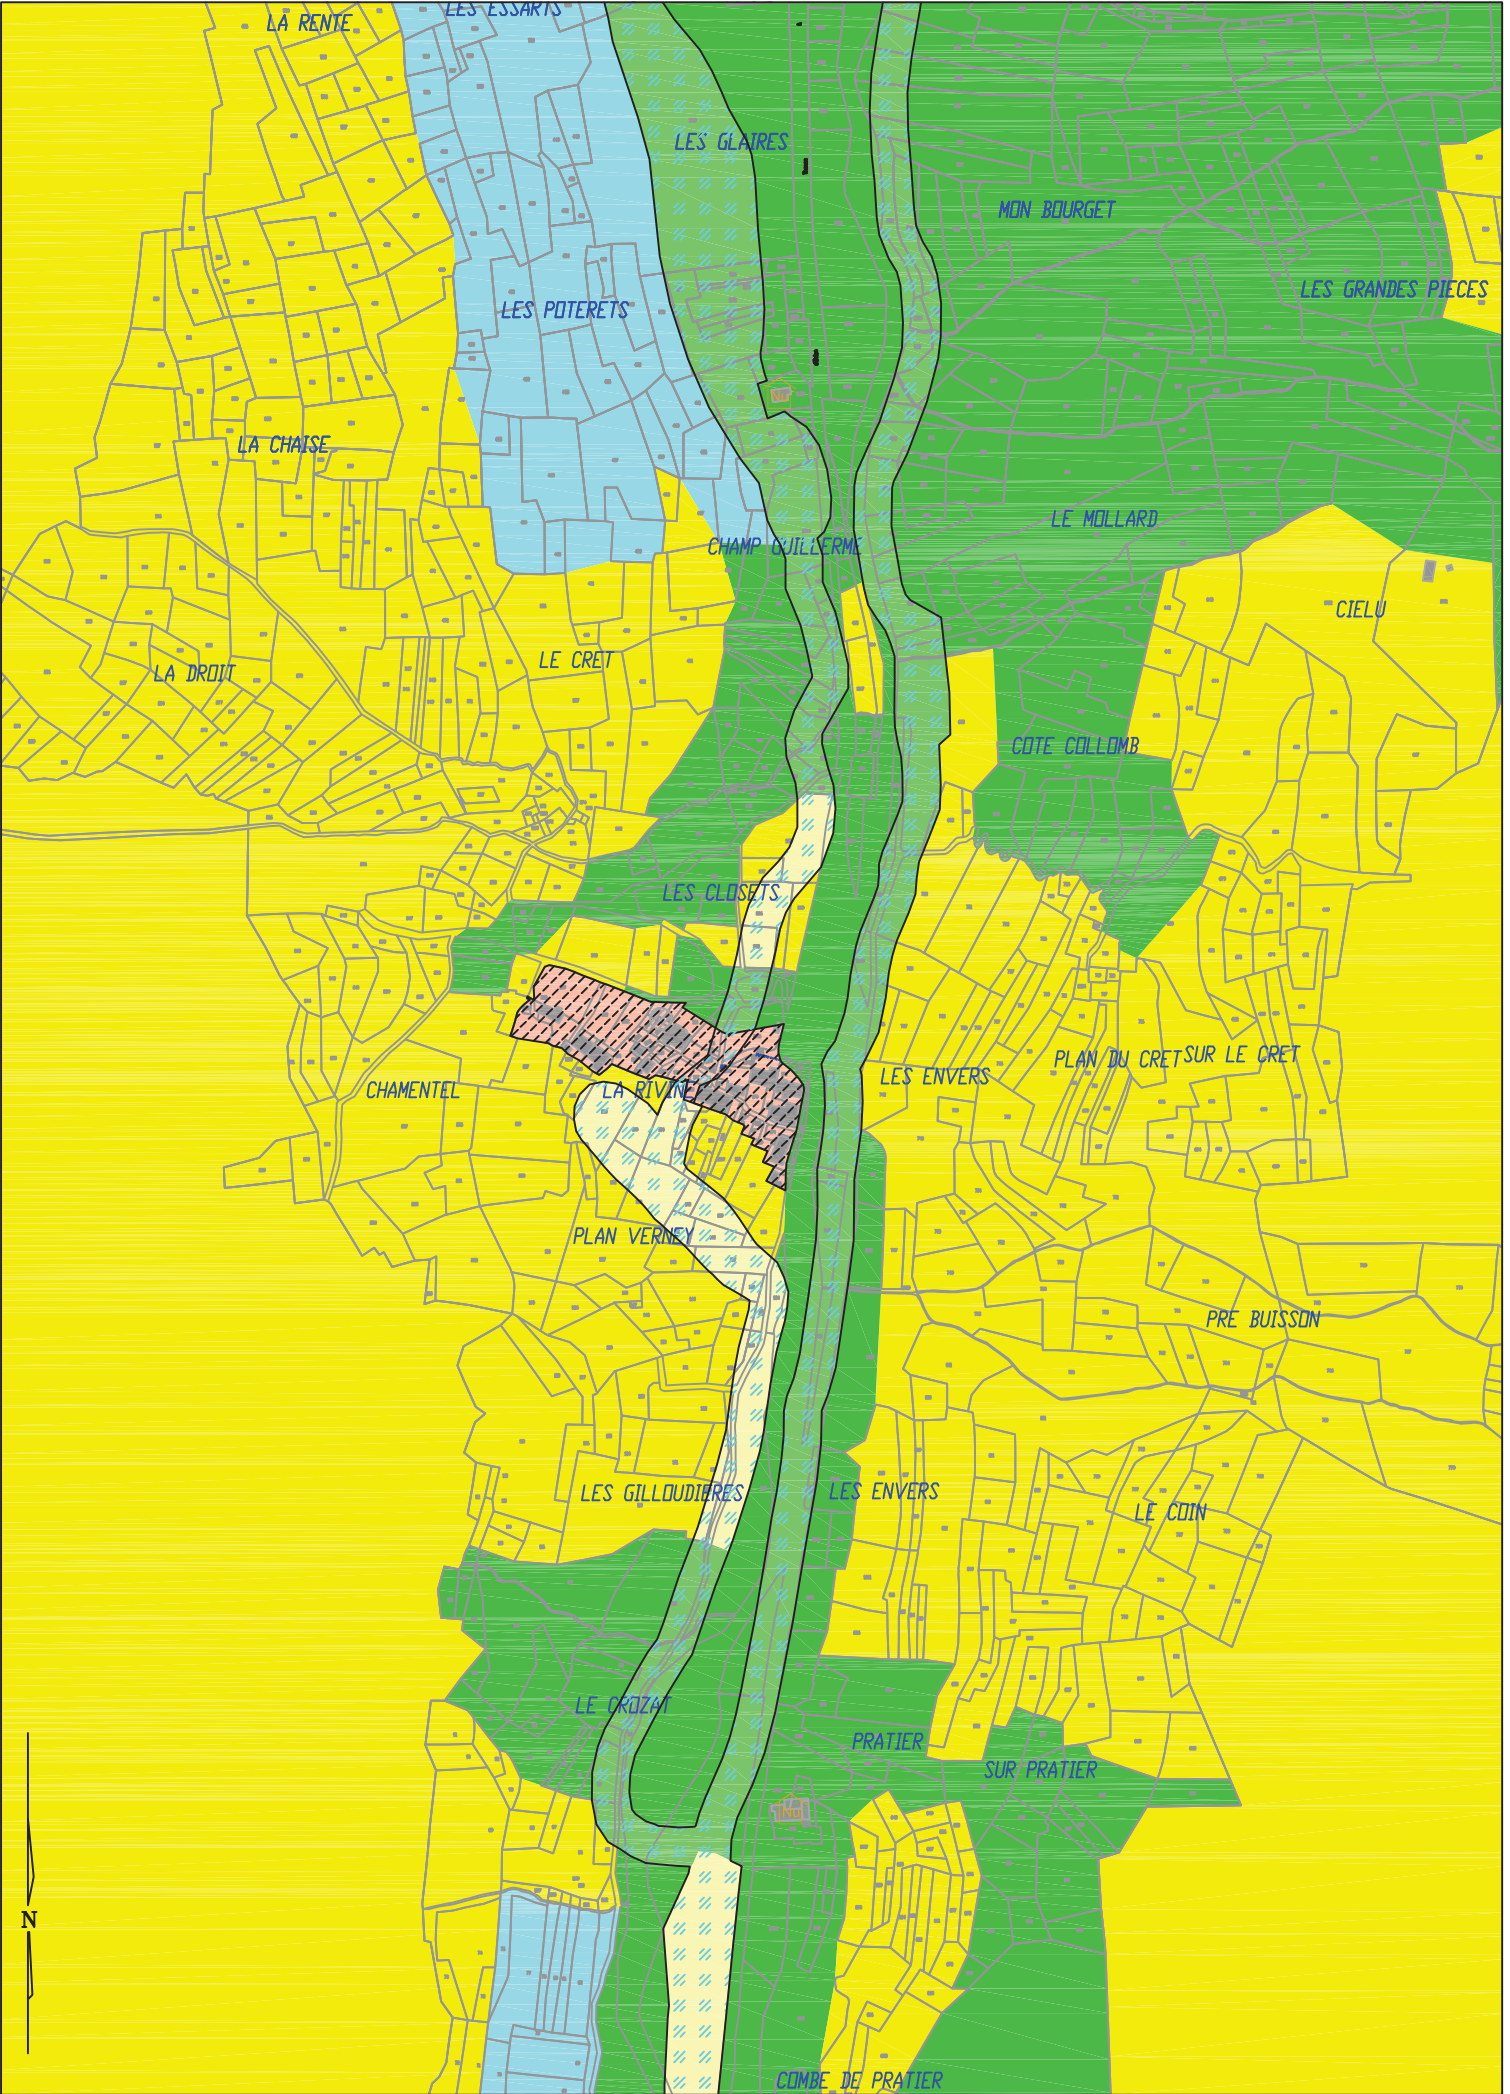 LES ESSARTS
LA RENTE
LES GLAIRES
MON BOURGET
LES GRANDES PIECES
LES POTERETS
LA CHAISE
LE MOLLARD
CHAMP GUILLERME
CIELU
LE CRET
LA DROIT
COTE COLLOMB
LES CLOSETS
PLAN DU CRET
SUR LE CRET
LES ENVERS
CHAMENTEL
LA RIVINE
PLAN VERNEY
PRE BUISSON
LES GILLOUDIERES
LES ENVERS
LE COIN
LE CROZAT
PRATIER
SUR PRATIER
N
COMBE DE PRATIER